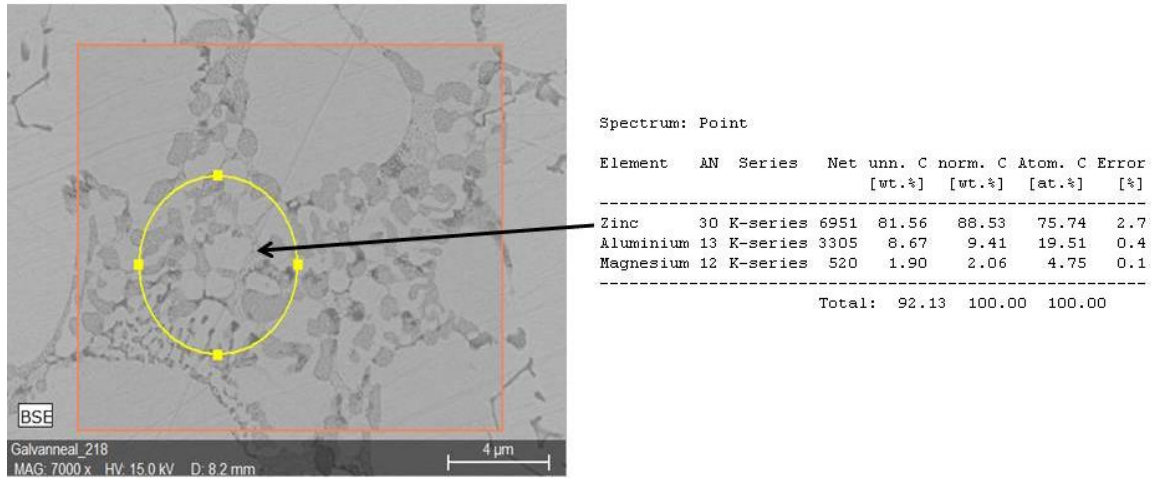 BSE
Galvanneal_218
MAG: 7000 x HV: 15.0 kV D: 8.2 mm
4 µm
Spectrum: Point
Element AN Series Net unn. C norm. C Atom. C Error
[wt.%] [wt.%] [at.%] [%]
Zinc 30 K-series 6951 81.56 88.53 75.74 2.7
Aluminium 13 K-series 3305 8.67 9.41 19.51 0.4
Magnesium 12 K-series 520 1.90 2.06 4.75 0.1
Total: 92.13 100.00 100.00